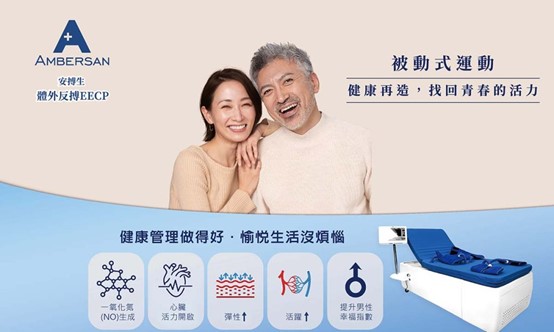 AMBERSAN
安搏生
體外反搏EECP
被動式運動
健康再造，找回青春的活力
健康管理做得好．愉悅生活沒煩惱
一氧化氮
(NO)生成
心臟
活力開啟
彈性↑
活躍↑
提升男性
幸福指數